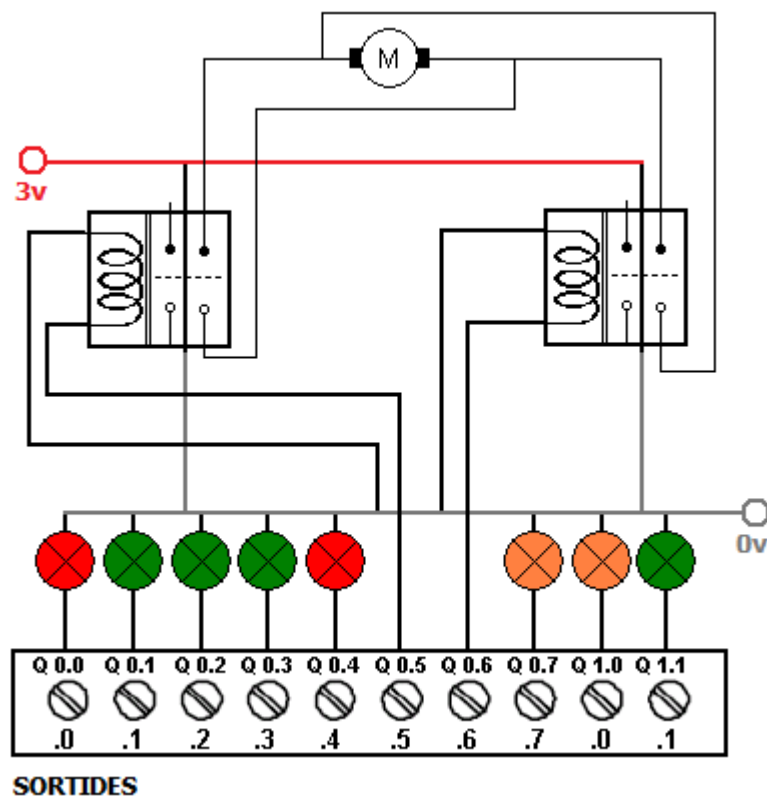 M
3v
0v
Q 0.0 Q 0.1 Q 0.2 Q 0.3 Q 0.4 Q 0.5 Q 0.6 Q 0.7 Q 1.0 Q 1.1
.0 .1 .2 .3 .4 .5 .6 .7 .0 .1
SORTIDES